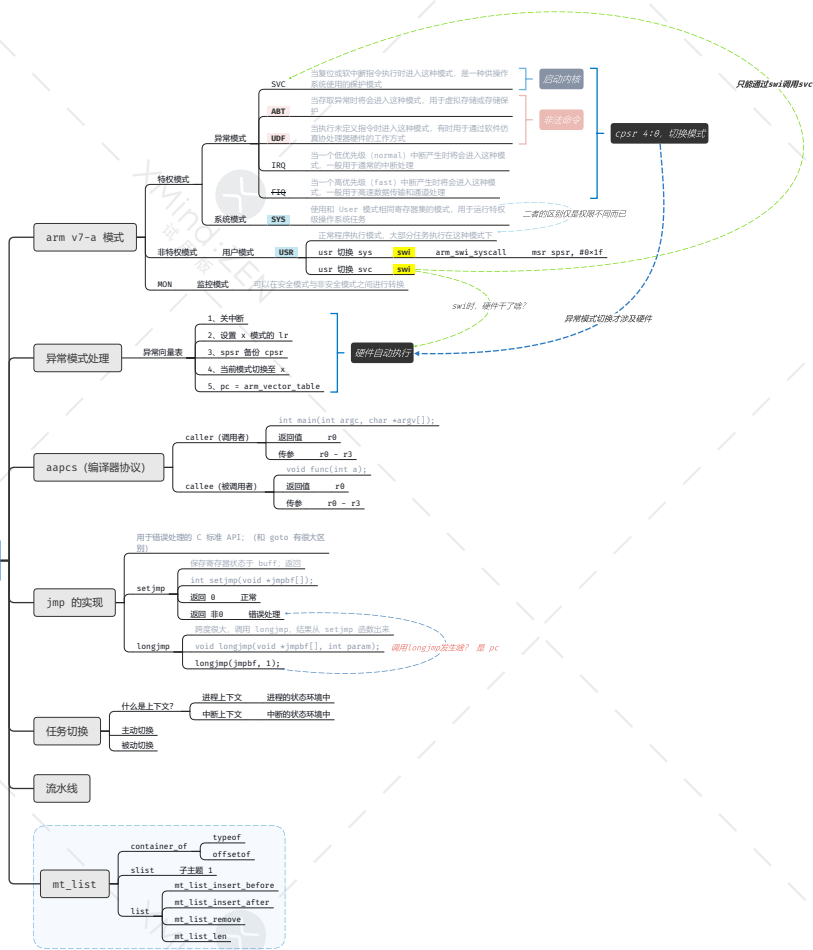 只能通过swi调用svc
arm v7-a 模式
特权模式
异常模式
SVC
当复位或软中断指令执行时进入这种模式，是一种供操作
系统使用的保护模式
启动内核
ABT
当存取异常时将会进入这种模式，用于虚拟存储或存储保
护
非法命令
UDF
当执行未定义指令时进入这种模式，有时用于通过软件仿
真协处理器硬件的工作方式
cpsr 4:0，切换模式
IRQ
当一个低优先级（normal）中断产生时将会进入这种模
式，一般用于通常的中断处理
FIQ
当一个高优先级（fast）中断产生时将会进入这种模
式，一般用于高速数据传输和通道处理
系统模式
SYS
使用和 User 模式相同寄存器集的模式，用于运行特权
级操作系统任务
二者的区别仅是权限不同而已
非特权模式
用户模式
USR
正常程序执行模式，大部分任务执行在这种模式下
usr 切换 sys
swi
arm_swi_syscall
msr spsr, #0×1f
usr 切换 svc
swi
MON
监控模式
可以在安全模式与非安全模式之间进行转换
swi时，硬件干了啥？
异常模式切换才涉及硬件
异常模式处理
异常向量表
1、关中断
2、设置 x 模式的 lr
3、spsr 备份 cpsr
4、当前模式切换至 x
5、pc = arm_vector_table
硬件自动执行
aapcs（编译器协议）
caller（调用者）
int main(int argc, char *argv[]);
返回值
r0
传参
r0 - r3
callee（被调用者）
void func(int a);
返回值
r0
传参
r0 - r3
jmp 的实现
用于错误处理的 C 标准 API；（和 goto 有很大区
别）
setjmp
保存寄存器状态于 buff，返回
int setjmp(void *jmpbf[]);
返回 0
正常
返回 非0
错误处理
longjmp
跨度很大，调用 longjmp，结果从 setjmp 函数出来
void longjmp(void *jmpbf[], int param);
longjmp(jmpbf, 1);
调用longjmp发生啥？ 是 pc
任务切换
什么是上下文？
进程上下文
进程的状态环境中
中断上下文
中断的状态环境中
主动切换
被动切换
流水线
mt_list
container_of
typeof
offsetof
slist
子主题 1
list
mt_list_insert_before
mt_list_insert_after
mt_list_remove
mt_list_len
XMind:ZEN
试用版